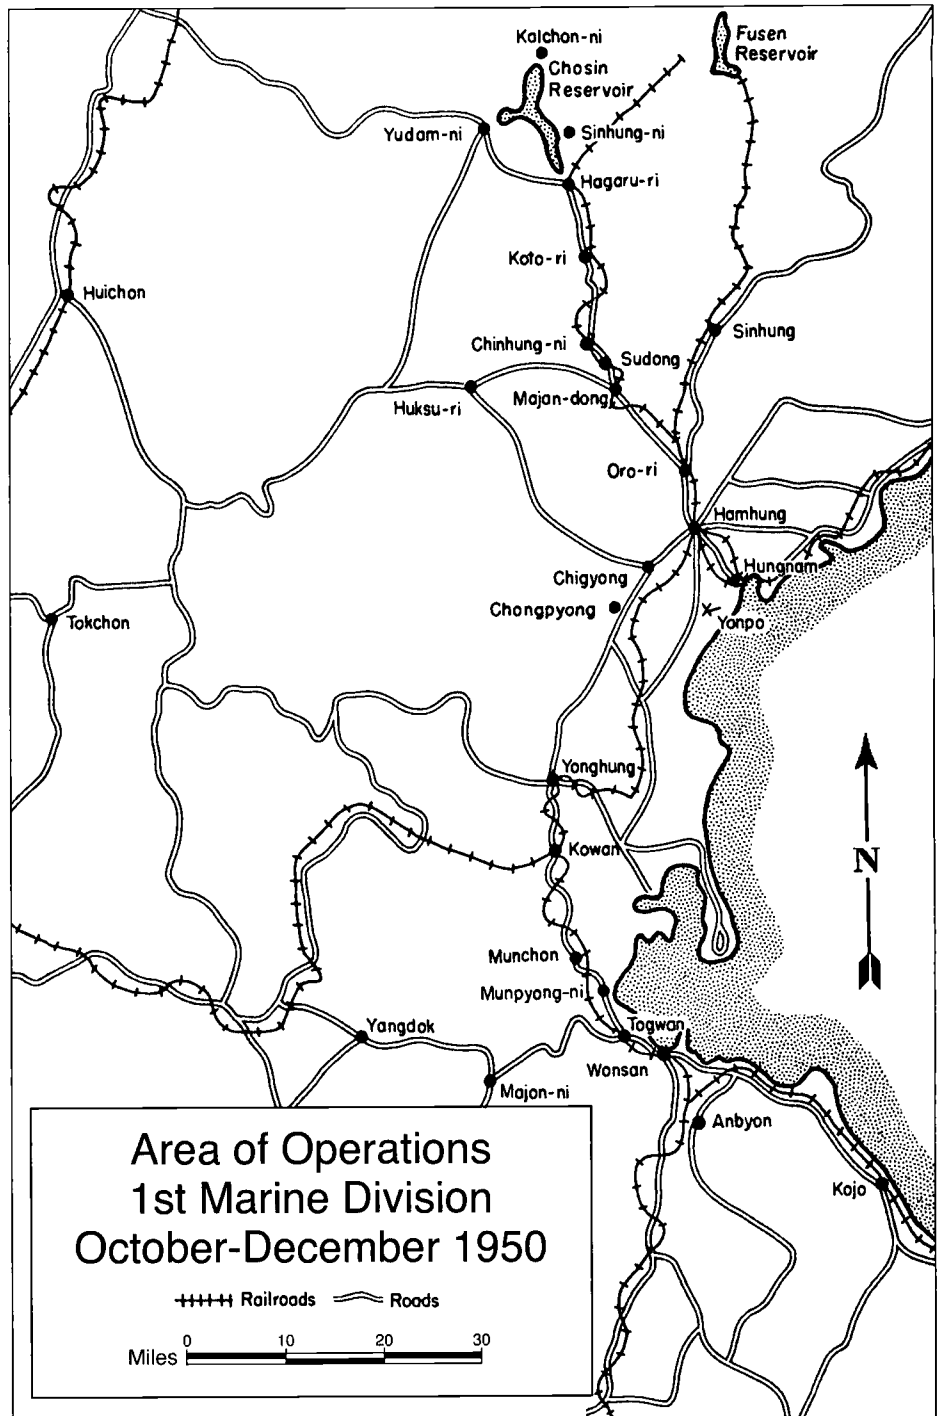 Kalchon-ni
Fusen
Reservoir
Chosin
Reservoir
Yudam-ni
Sinhung-ni
Hagaru-ri
Koto-ri
Huichon
Chinhung-ni
Sudong
Sinhung
Huksu-ri
Majan-dong
Oro-ri
Hamhung
Chigyong
Hungnam
Chongpyong
Yonpo
Tokchon
Yonghung
Kowan
N
Munchon
Munpyong-ni
Yangdok
Togwan
Wonsan
Majon-ni
Anbyon
Kojo
Area of Operations
1st Marine Division
October-December 1950
Railroads Roads
0 10 20 30
Miles